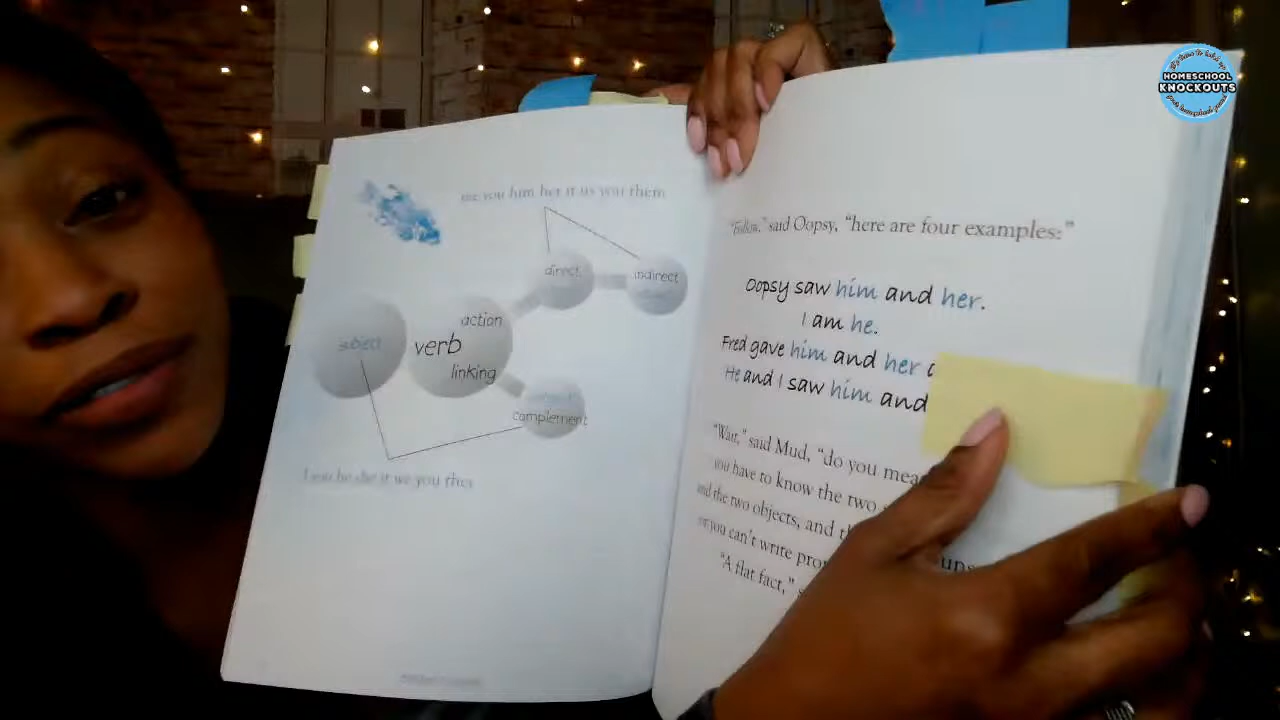 HOMESCHOOL
KNOCKOUTS
me you him her it us you them
direct
indirect
subject
action
verb
linking
complement
I you he she it we you they
"Follow," said Oopsy, "here are four examples:"
Oopsy saw him and her.
I am he.
Fred gave him and her
He and I saw him and
"Wait," said Mud, "do you mea
you have to know the two
and the two objects, and th
or you can't write pro
"A flat fact,"